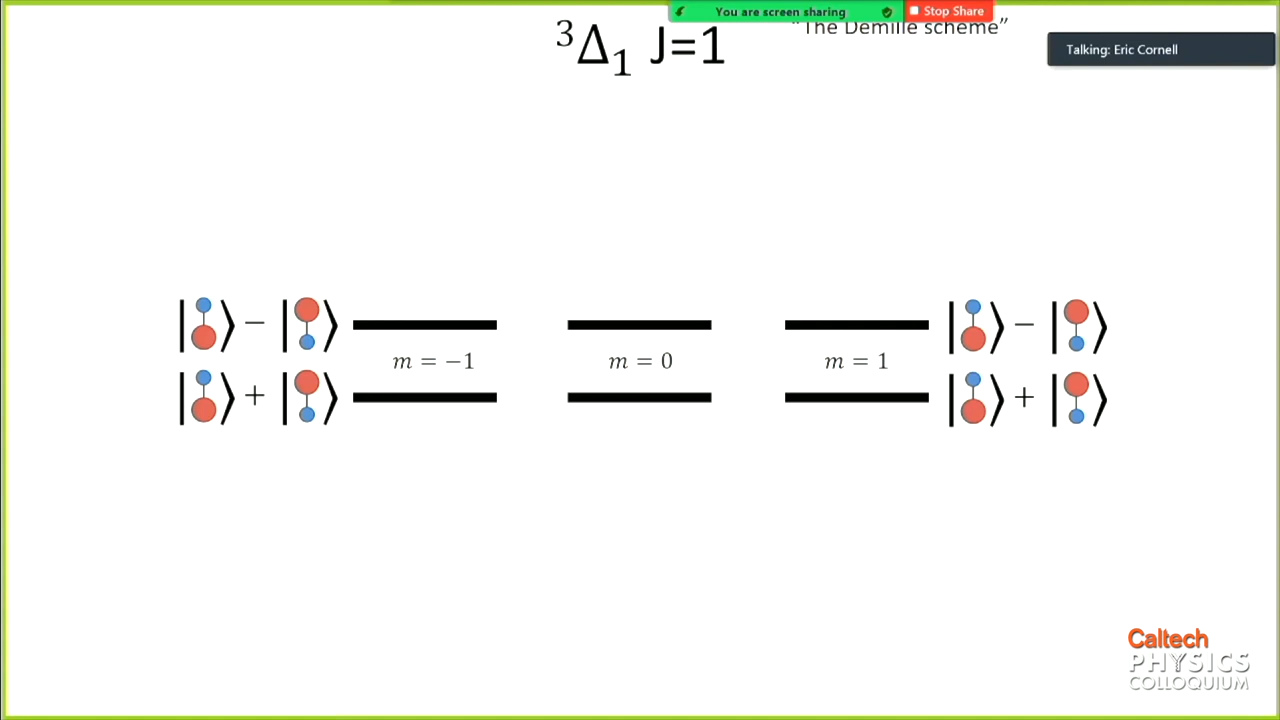 You are screen sharing
Stop Share
³Δ₁ J=1
"The Demille scheme"
Talking: Eric Cornell
| ⟩ − | ⟩
m = −1
m = 0
m = 1
| ⟩ − | ⟩
| ⟩ + | ⟩
| ⟩ + | ⟩
Caltech
PHYSICS
COLLOQUIUM